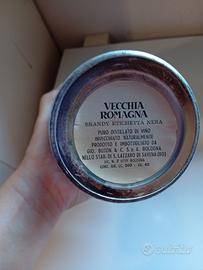 VECCHIA
ROMAGNA
BRANDY ETICHETTA NERA
PURO DISTILLATO DI VINO
INVECCHIATO NATURALMENTE
PRODOTTO E IMBOTTIGLIATO DA
GIO. BUTON & C. S.p.A. BOLOGNA
NELLO STAB. DI S. LAZZARO DI SAVENA (BO)